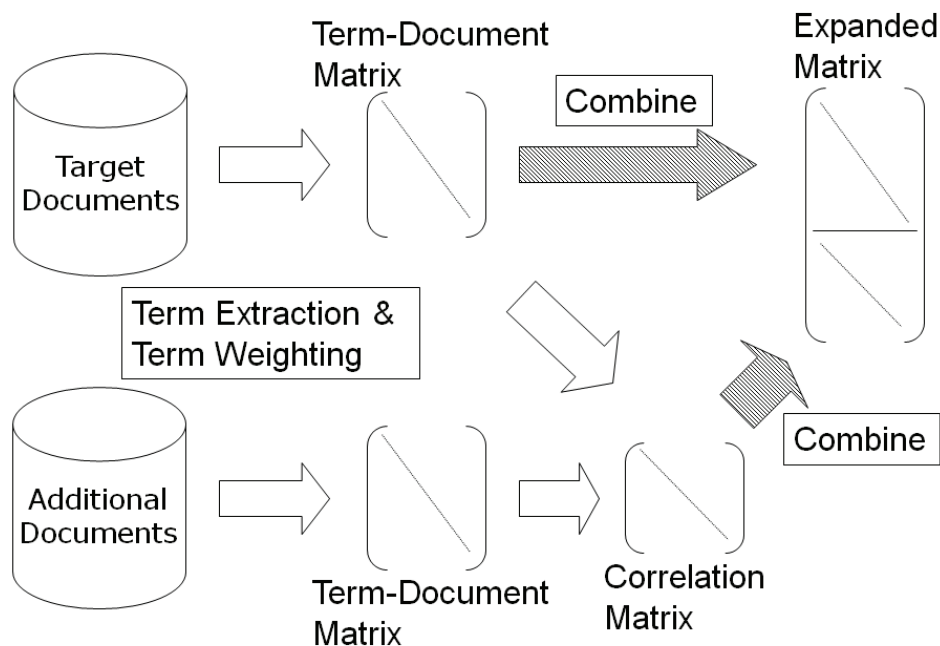 Term-Document
Matrix
Expanded
Matrix
Combine
Target
Documents
Term Extraction &
Term Weighting
Combine
Additional
Documents
Term-Document
Matrix
Correlation
Matrix